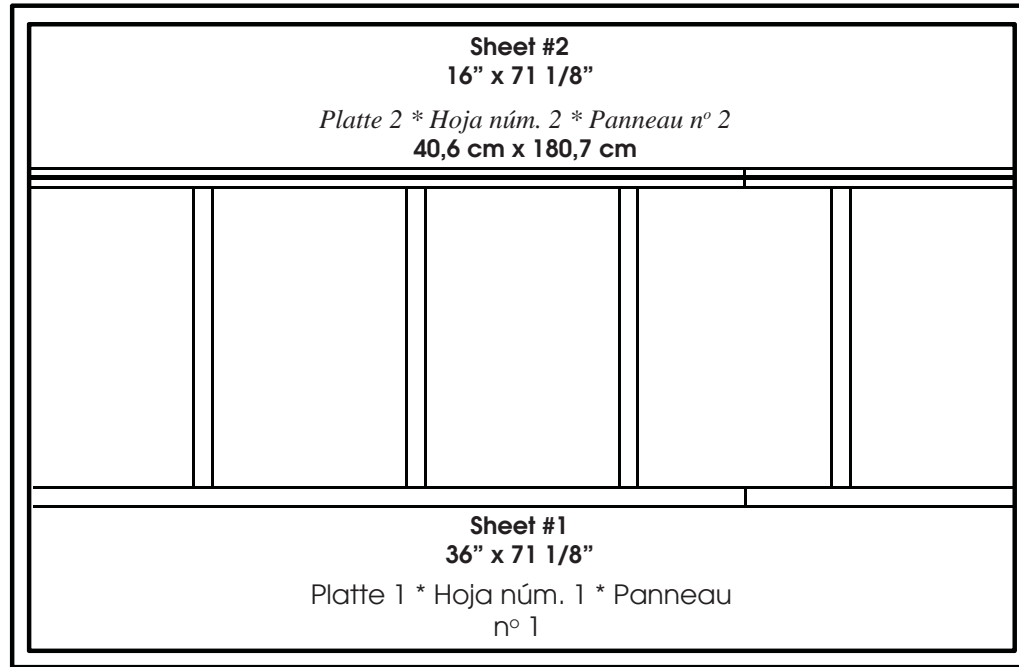 Sheet #2
16” x 71 1/8”
Platte 2 * Hoja núm. 2 * Panneau nº 2
40,6 cm x 180,7 cm
Sheet #1
36” x 71 1/8”
Platte 1 * Hoja núm. 1 * Panneau
nº 1